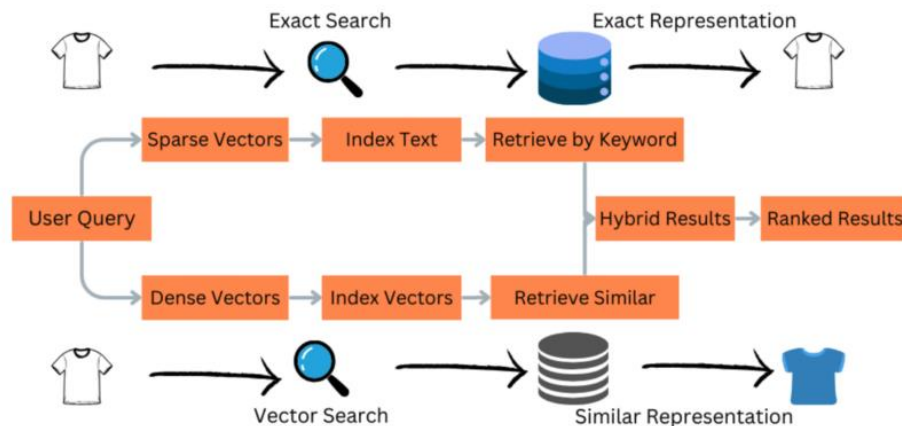 Exact Search
Exact Representation
Sparse Vectors
Index Text
Retrieve by Keyword
User Query
Hybrid Results
Ranked Results
Dense Vectors
Index Vectors
Retrieve Similar
Vector Search
Similar Representation